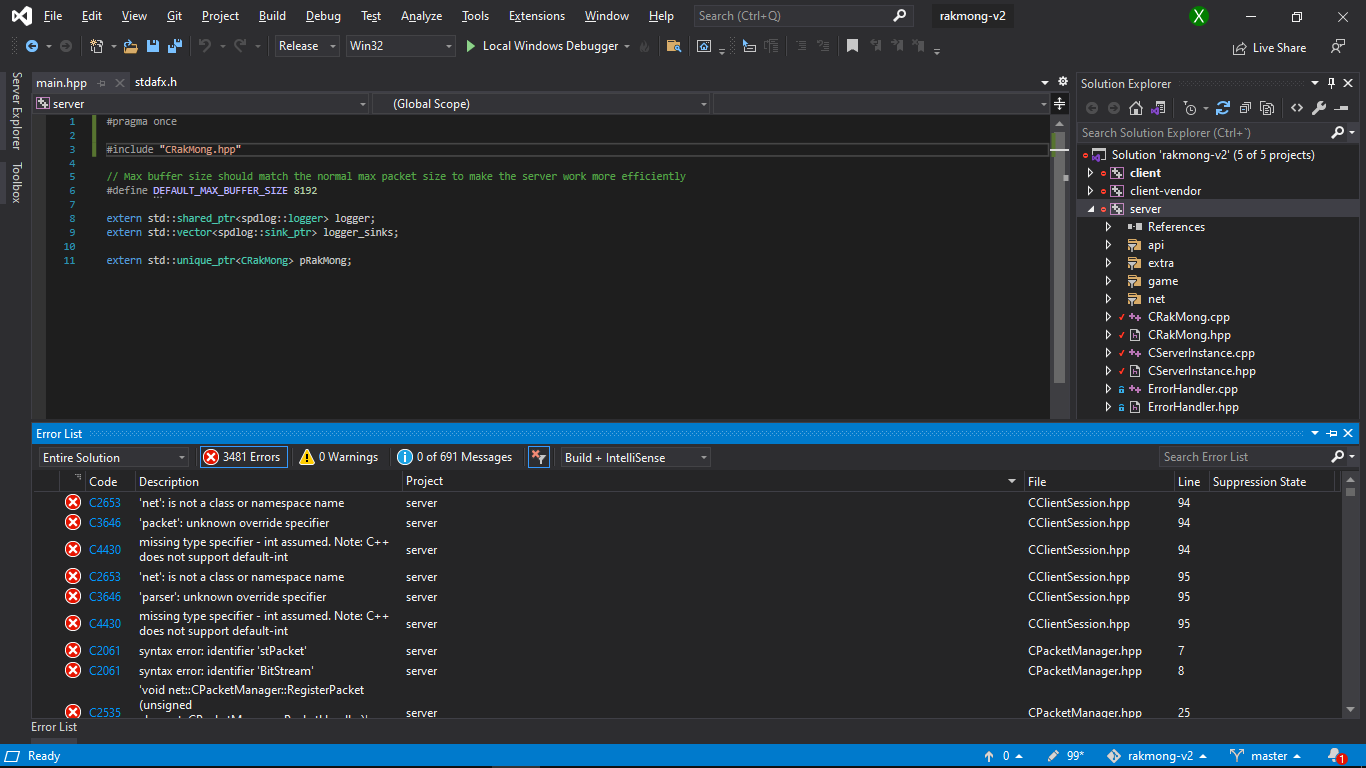 File Edit View Git Project Build Debug Test Analyze Tools Extensions Window Help Search (Ctrl+Q) rakmong-v2 X
Release Win32 Local Windows Debugger Live Share
Server Explorer
Toolbox
main.hpp stdafx.h
server (Global Scope)
1 #pragma once
2
3 #include "CRakMong.hpp"
4
5 // Max buffer size should match the normal max packet size to make the server work more efficiently
6 #define DEFAULT_MAX_BUFFER_SIZE 8192
7
8 extern std::shared_ptr<spdlog::logger> logger;
9 extern std::vector<spdlog::sink_ptr> logger_sinks;
10
11 extern std::unique_ptr<CRakMong> pRakMong;
Solution Explorer
Search Solution Explorer (Ctrl+¨)
Solution 'rakmong-v2' (5 of 5 projects)
client
client-vendor
server
References
api
extra
game
net
CRakMong.cpp
CRakMong.hpp
CServerInstance.cpp
CServerInstance.hpp
ErrorHandler.cpp
ErrorHandler.hpp
Error List
Entire Solution 3481 Errors 0 Warnings 0 of 691 Messages Build + IntelliSense Search Error List
Code Description Project File Line Suppression State
C2653 'net': is not a class or namespace name server CClientSession.hpp 94
C3646 'packet': unknown override specifier server CClientSession.hpp 94
C4430 missing type specifier - int assumed. Note: C++
does not support default-int server CClientSession.hpp 94
C2653 'net': is not a class or namespace name server CClientSession.hpp 95
C3646 'parser': unknown override specifier server CClientSession.hpp 95
C4430 missing type specifier - int assumed. Note: C++
does not support default-int server CClientSession.hpp 95
C2061 syntax error: identifier 'stPacket' server CPacketManager.hpp 7
C2061 syntax error: identifier 'BitStream' server CPacketManager.hpp 8
'void net::CPacketManager::RegisterPacket
(unsigned
C2535 server CPacketManager.hpp 25
Error List
Ready 0 99* rakmong-v2 master 1